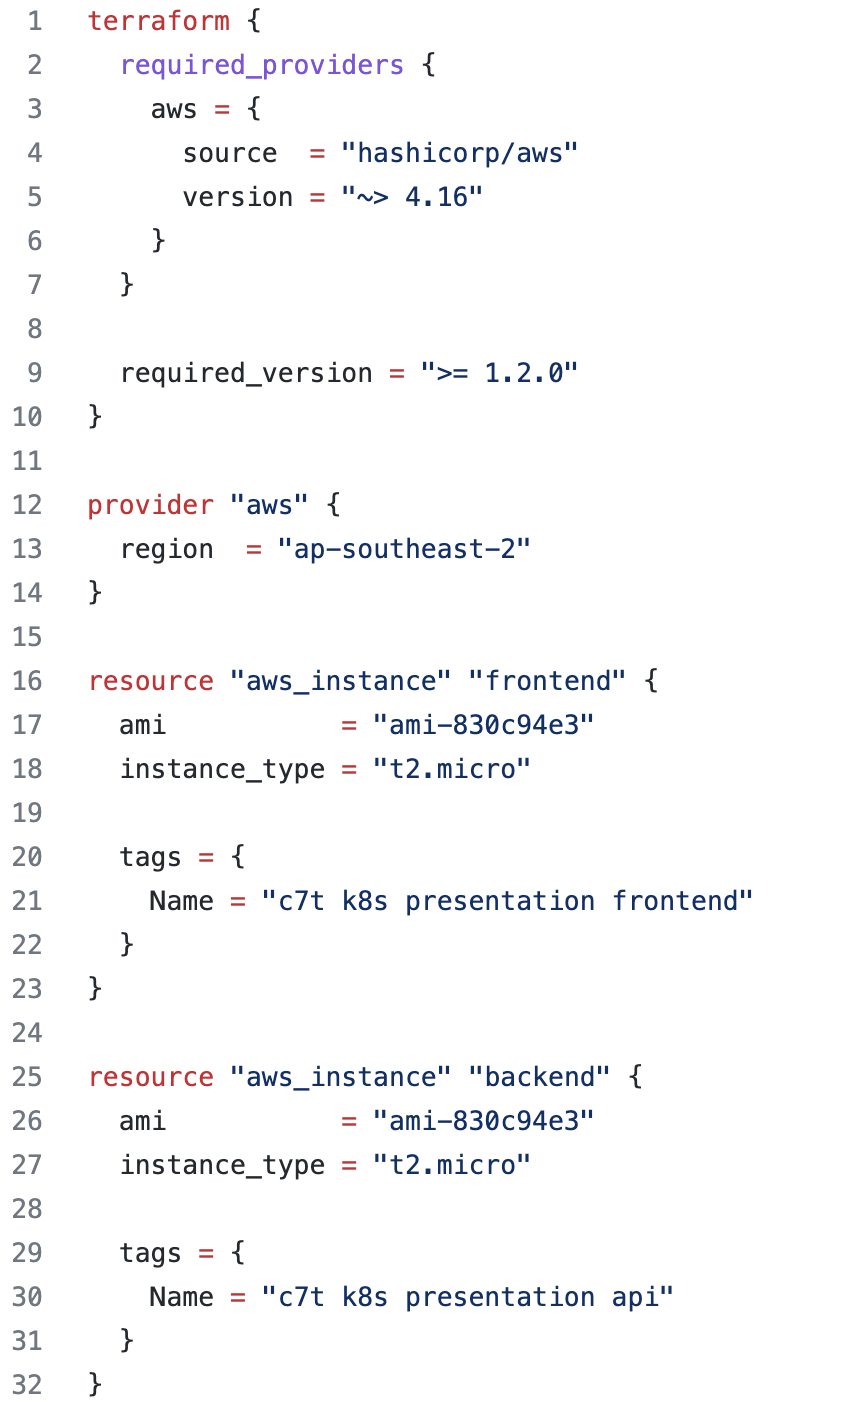 1 terraform {
2   required_providers {
3     aws = {
4       source  = "hashicorp/aws"
5       version = "~> 4.16"
6     }
7   }
8
9   required_version = ">= 1.2.0"
10 }
11
12 provider "aws" {
13   region  = "ap-southeast-2"
14 }
15
16 resource "aws_instance" "frontend" {
17   ami           = "ami-830c94e3"
18   instance_type = "t2.micro"
19
20   tags = {
21     Name = "c7t k8s presentation frontend"
22   }
23 }
24
25 resource "aws_instance" "backend" {
26   ami           = "ami-830c94e3"
27   instance_type = "t2.micro"
28
29   tags = {
30     Name = "c7t k8s presentation api"
31   }
32 }